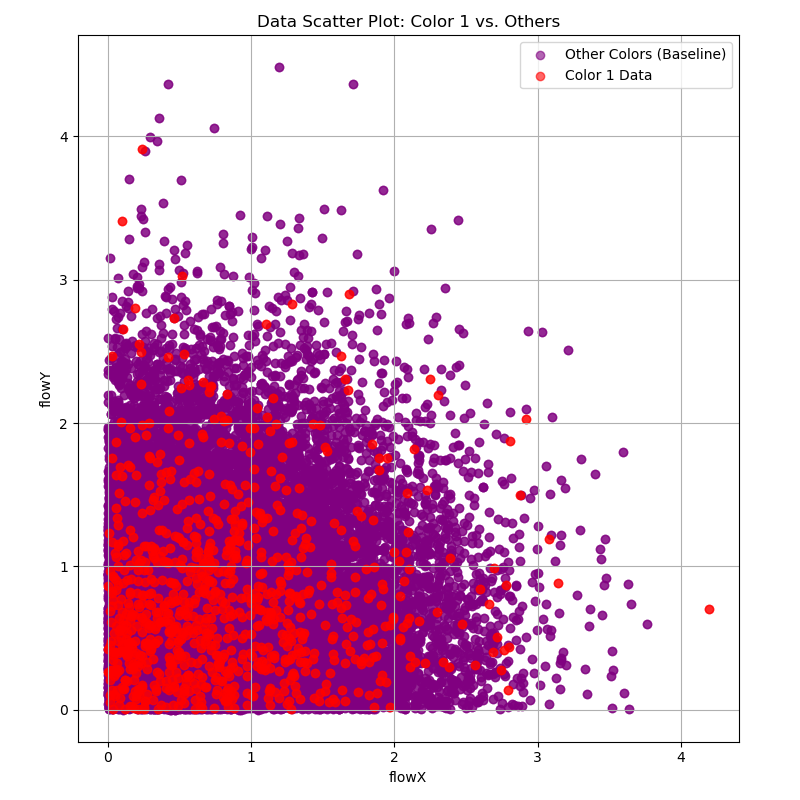 Data Scatter Plot: Color 1 vs. Others
Other Colors (Baseline)
Color 1 Data
flowY
4
3
2
1
0
0 1 2 3 4
flowX